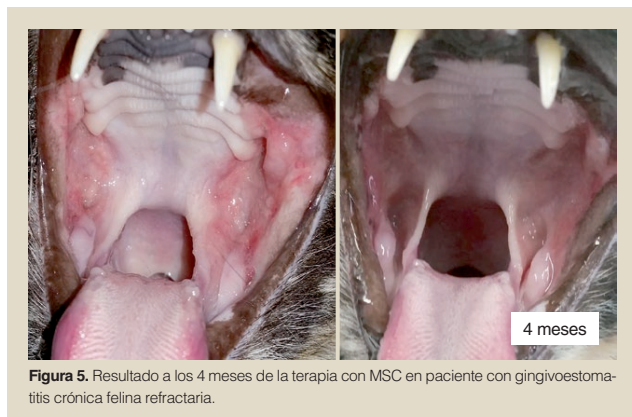 4 meses
Figura 5. Resultado a los 4 meses de la terapia con MSC en paciente con gingivoestoma-
titis crónica felina refractaria.